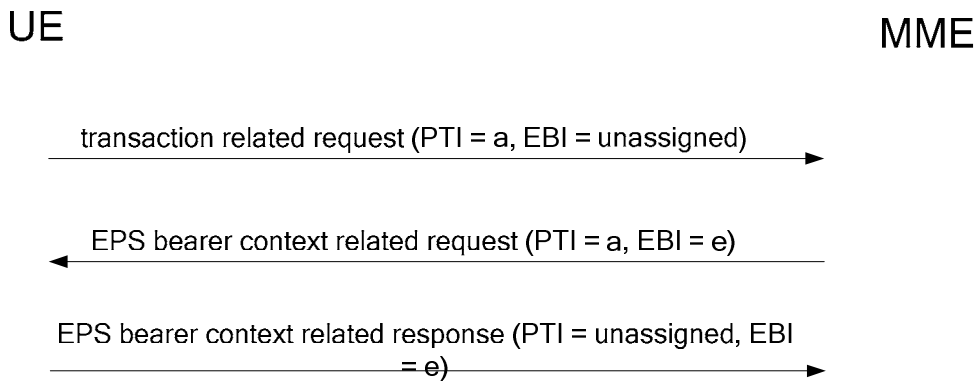 UE
MME
transaction related request (PTI = a, EBI = unassigned)
EPS bearer context related request (PTI = a, EBI = e)
EPS bearer context related response (PTI = unassigned, EBI
= e)